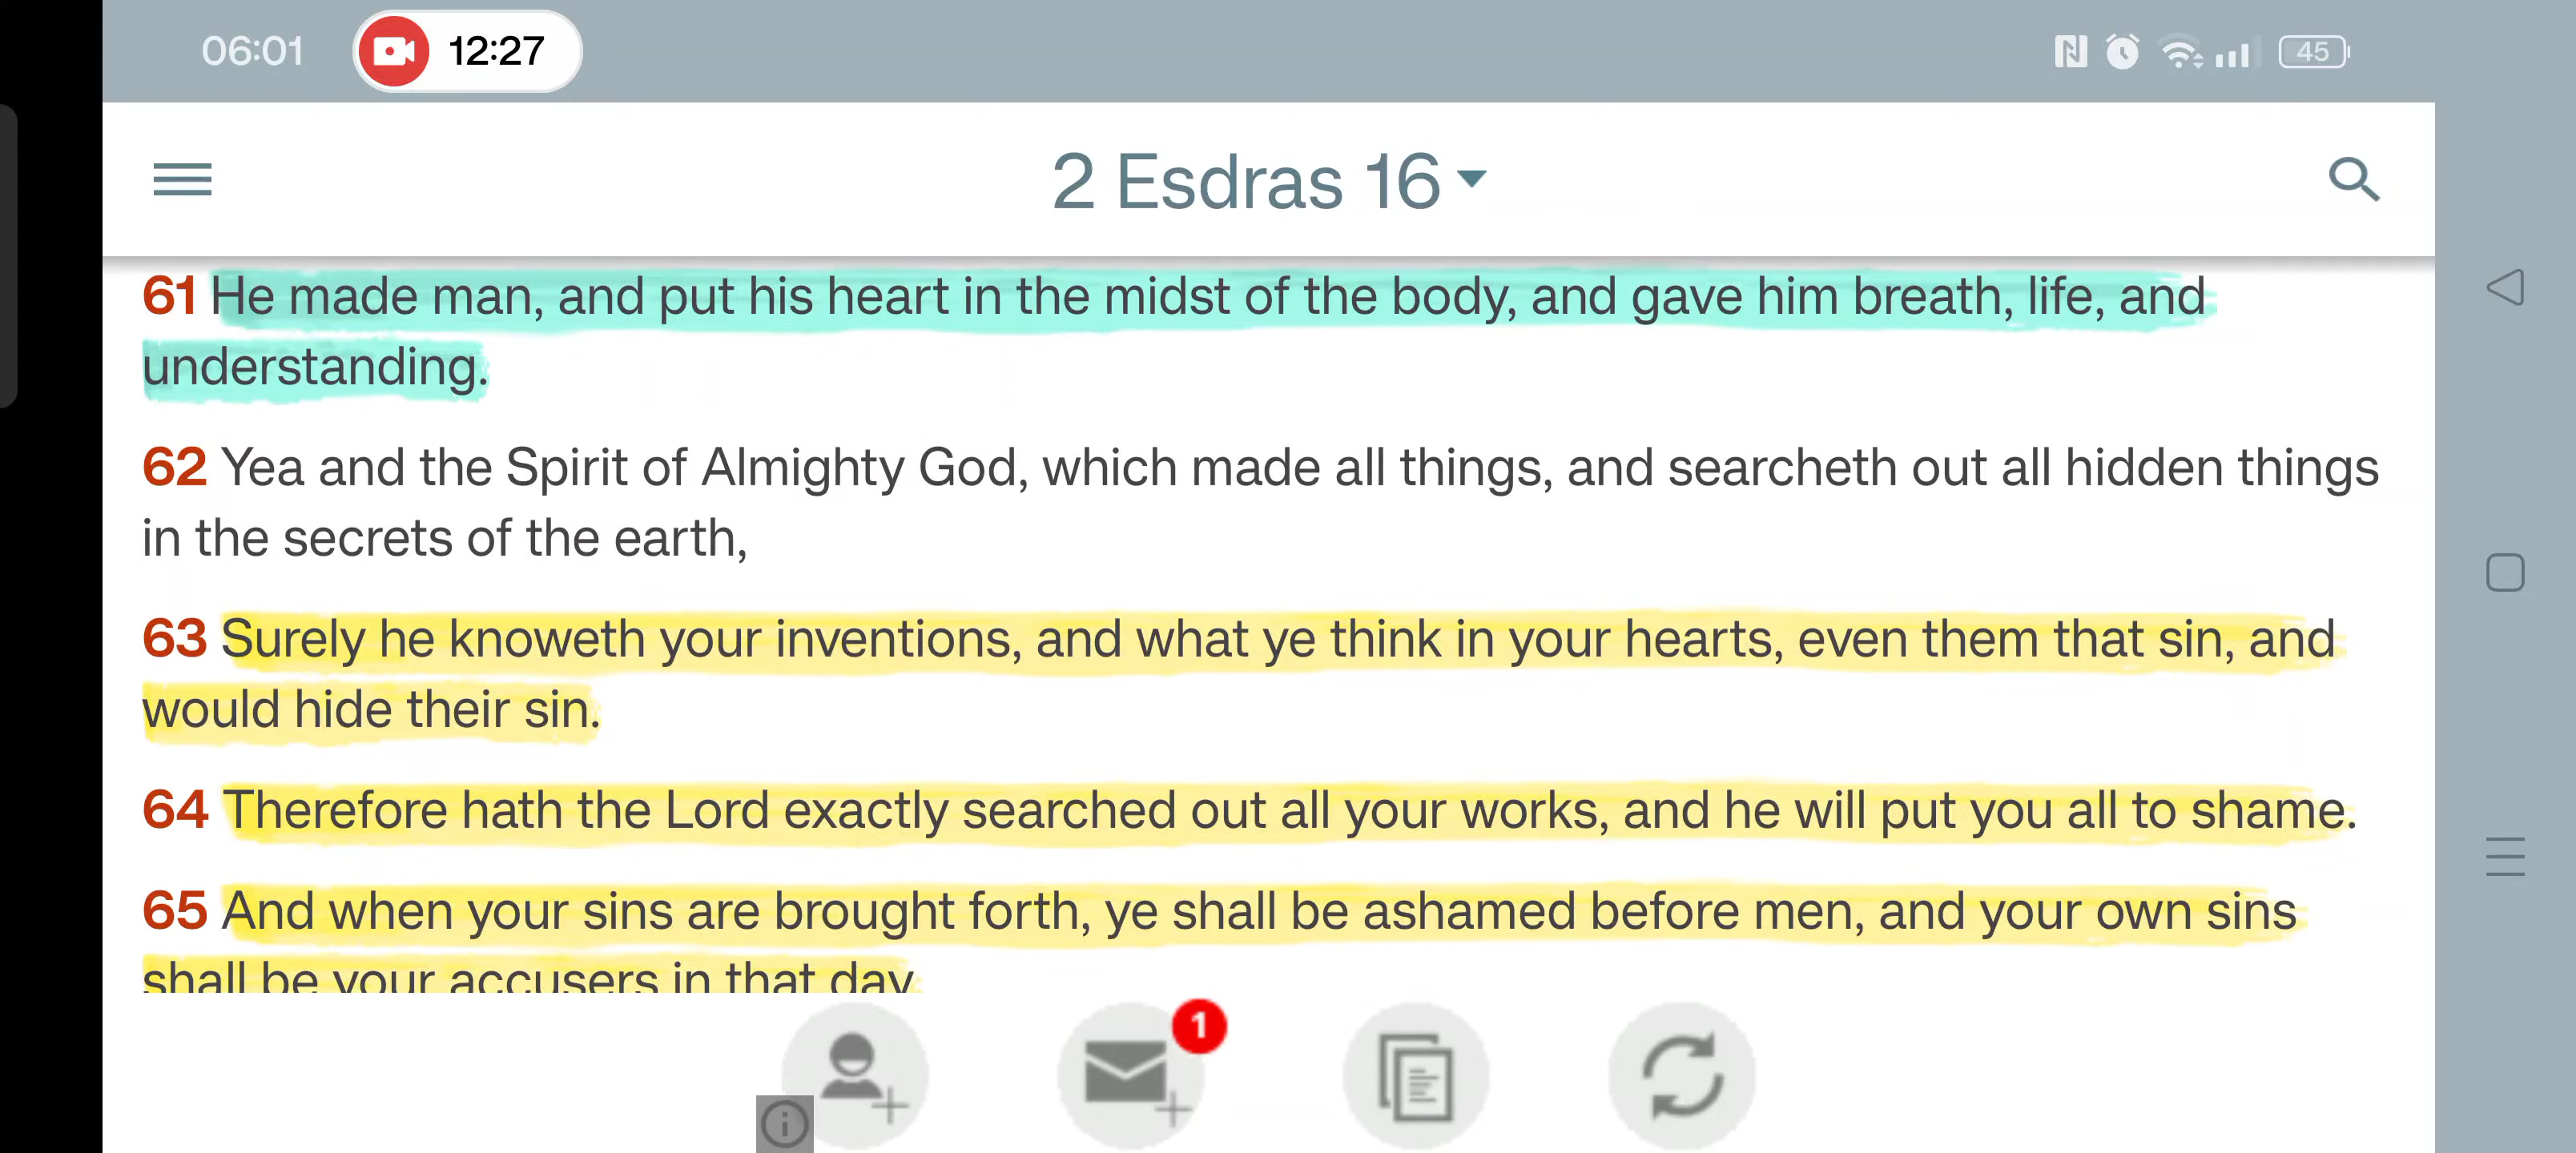 06:01 12:27 45
2 Esdras 16
61 He made man, and put his heart in the midst of the body, and gave him breath, life, and
understanding.
62 Yea and the Spirit of Almighty God, which made all things, and searcheth out all hidden things
in the secrets of the earth,
63 Surely he knoweth your inventions, and what ye think in your hearts, even them that sin, and
would hide their sin.
64 Therefore hath the Lord exactly searched out all your works, and he will put you all to shame.
65 And when your sins are brought forth, ye shall be ashamed before men, and your own sins
shall be your accusers in that day
1